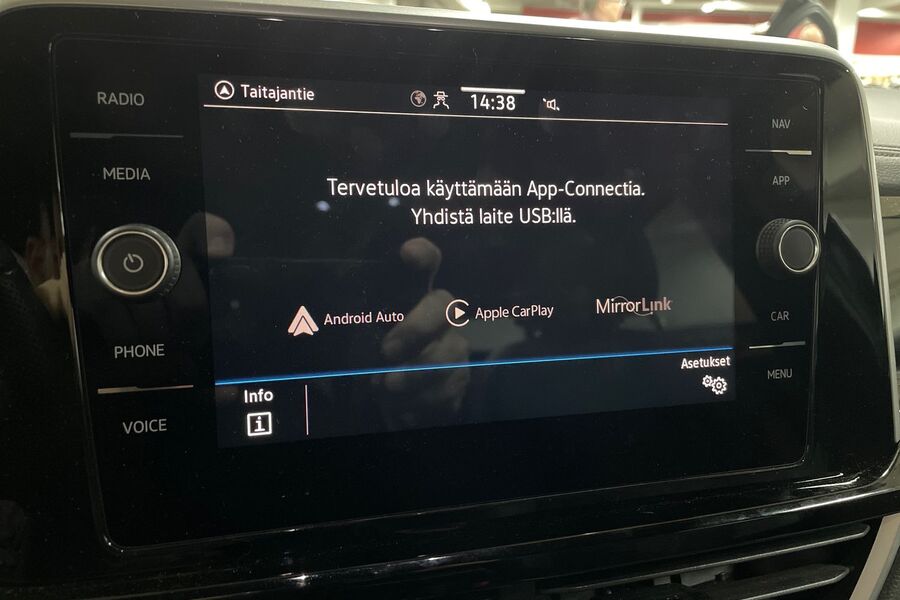 RADIO
MEDIA
PHONE
VOICE
Taitajantie
14:38
Tervetuloa käyttämään App-Connectia.
Yhdistä laite USB:llä.
Android Auto
Apple CarPlay
MirrorLink
Info
Asetukset
NAV
APP
CAR
MENU